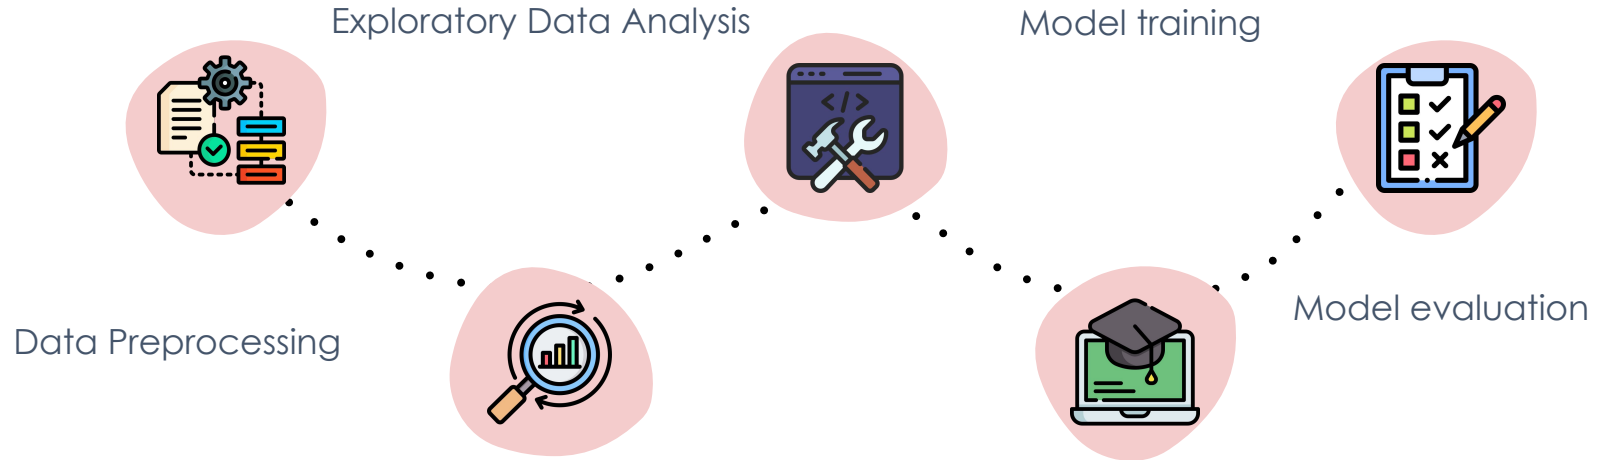 Exploratory Data Analysis
Model training
Data Preprocessing
Model evaluation